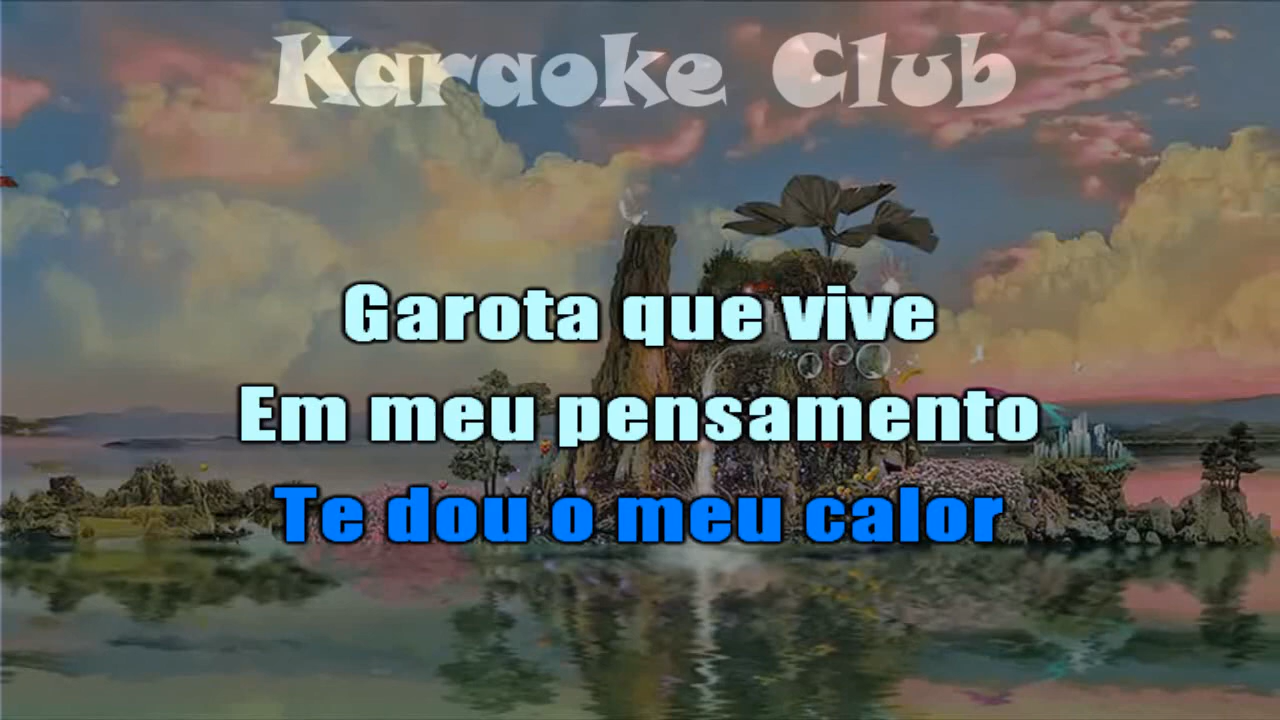 Karaoke Club
Garota que vive
Em meu pensamento
Te dou o meu calor